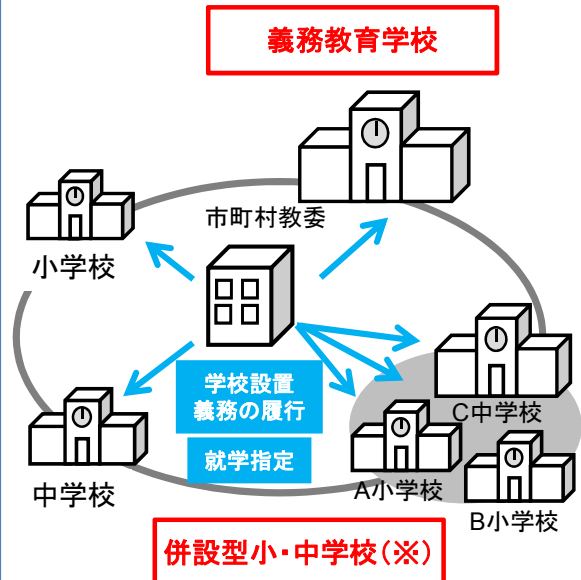 義務教育学校
市町村教委
小学校
学校設置
義務の履行
就学指定
C中学校
A小学校
B小学校
中学校
併設型小・中学校(※)